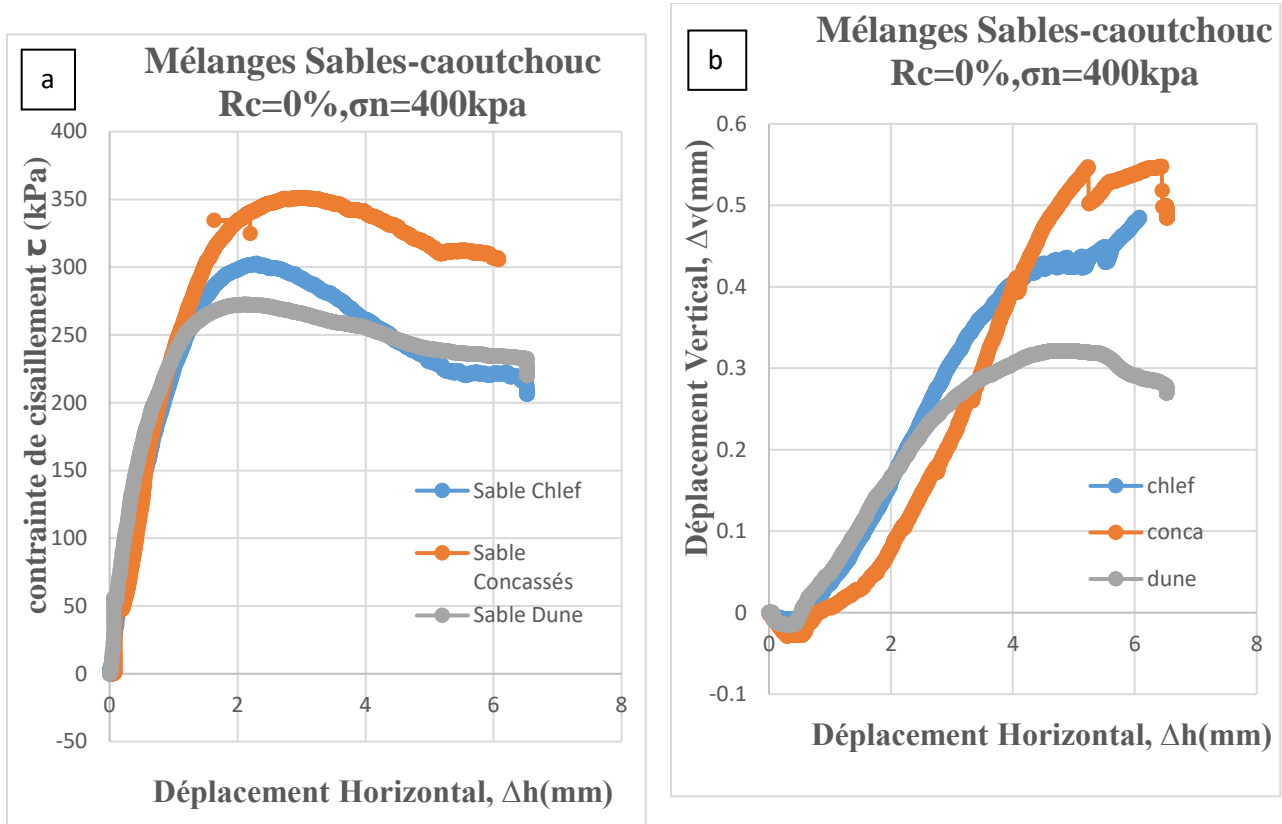 a
Mélanges Sables-caoutchouc
Rc=0%,σn=400kpa
contrainte de cisaillement τ (kPa)
400
350
300
250
200
150
100
50
0
-50
0
2
4
6
8
Sable Chlef
Sable
Concassés
Sable Dune
Déplacement Horizontal, Δh(mm)
b
Mélanges Sables-caoutchouc
Rc=0%,σn=400kpa
Déplacement Vertical, Δv(mm)
0.6
0.5
0.4
0.3
0.2
0.1
0
-0.1
0
2
4
6
8
chlef
conca
dune
Déplacement Horizontal, Δh(mm)